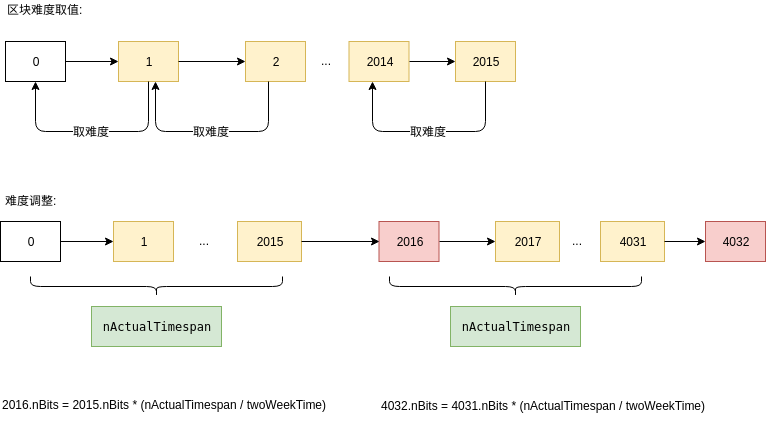 区块难度取值:
0
1
2
...
2014
2015
取难度
取难度
取难度
难度调整:
0
1
...
2015
2016
2017
...
4031
4032
nActualTimespan
nActualTimespan
2016.nBits = 2015.nBits * (nActualTimespan / twoWeekTime)
4032.nBits = 4031.nBits * (nActualTimespan / twoWeekTime)